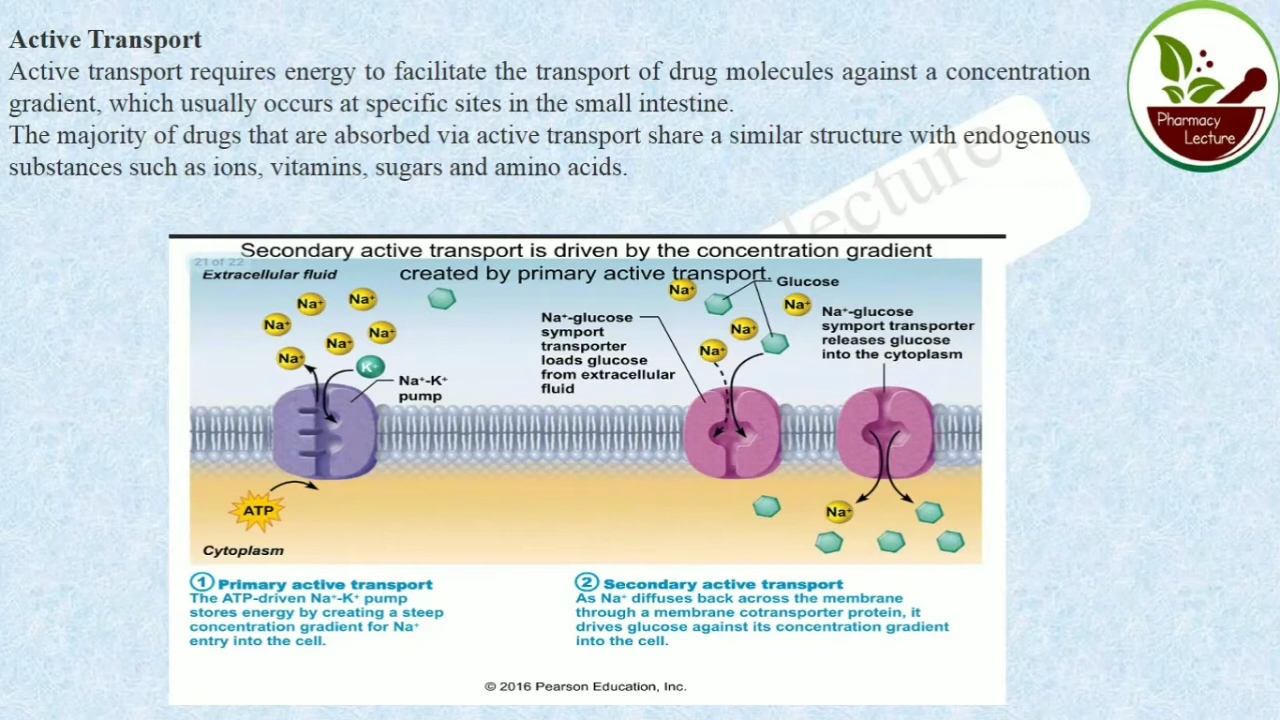 Active Transport
Active transport requires energy to facilitate the transport of drug molecules against a concentration
gradient, which usually occurs at specific sites in the small intestine.
The majority of drugs that are absorbed via active transport share a similar structure with endogenous
substances such as ions, vitamins, sugars and amino acids.
Pharmacy
Lecture
lecture
Secondary active transport is driven by the concentration gradient
created by primary active transport.
21 of 22
Extracellular fluid
Na⁺
Na⁺
Na⁺
Na⁺
Na⁺
Na⁺
K⁺
Na⁺-K⁺
pump
ATP
Cytoplasm
Na⁺-glucose
symport
transporter
loads glucose
from extracellular
fluid
Na⁺
Glucose
Na⁺
Na⁺
Na⁺
Na⁺-glucose
symport transporter
releases glucose
into the cytoplasm
Na⁺
1 Primary active transport
The ATP-driven Na⁺-K⁺ pump
stores energy by creating a steep
concentration gradient for Na⁺
entry into the cell.
2 Secondary active transport
As Na⁺ diffuses back across the membrane
through a membrane cotransporter protein, it
drives glucose against its concentration gradient
into the cell.
© 2016 Pearson Education, Inc.